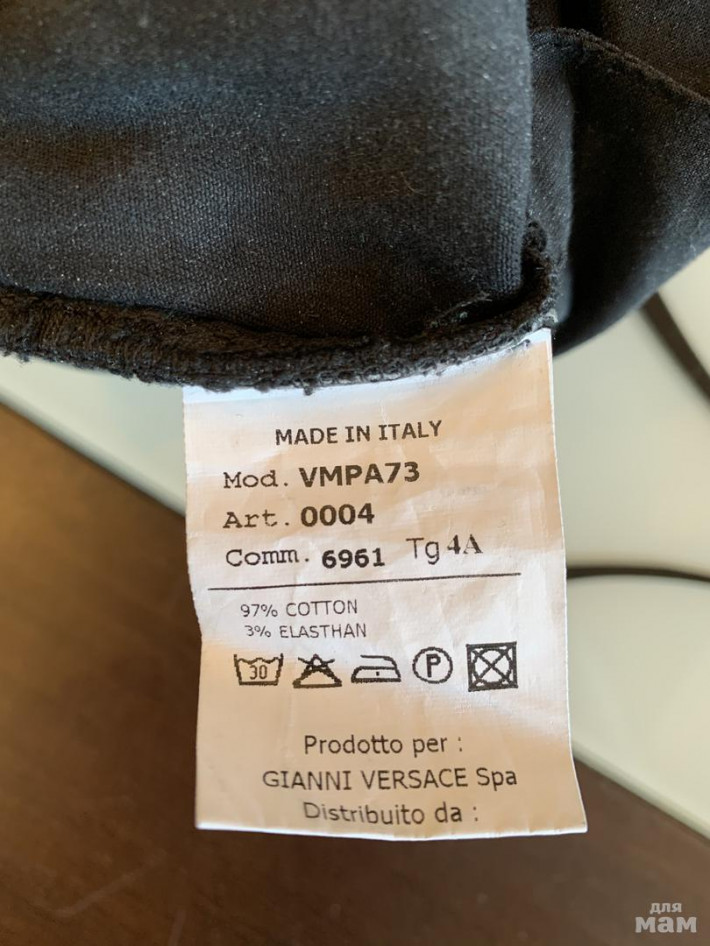 MADE IN ITALY
Mod. VMPA73
Art. 0004
Comm. 6961 Tg 4A
97% COTTON
3% ELASTHAN
30 P
Prodotto per :
GIANNI VERSACE Spa
Distribuito da :
для
мам